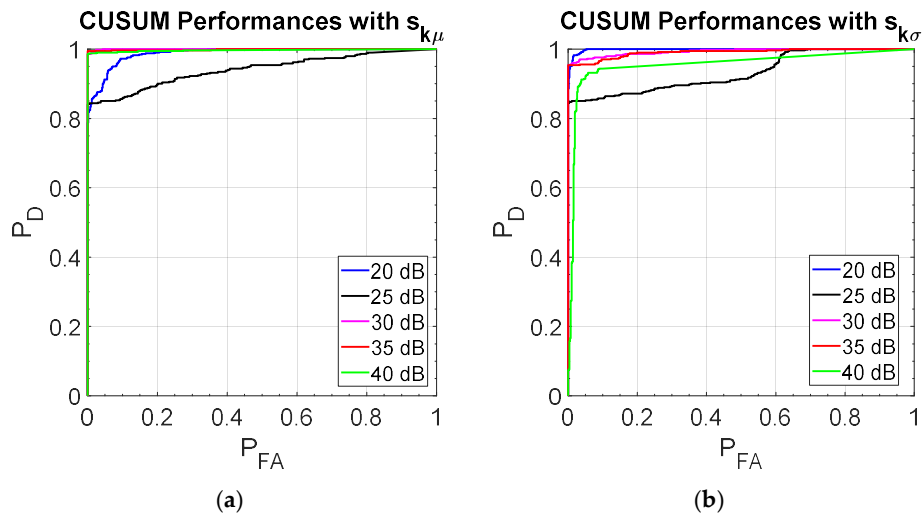 CUSUM Performances with s_kμ
1
0.8
0.6
0.4
0.2
0
P_D
0 0.2 0.4 0.6 0.8 1
P_FA
20 dB
25 dB
30 dB
35 dB
40 dB
(a)
CUSUM Performances with s_kσ
1
0.8
0.6
0.4
0.2
0
P_D
0 0.2 0.4 0.6 0.8 1
P_FA
20 dB
25 dB
30 dB
35 dB
40 dB
(b)